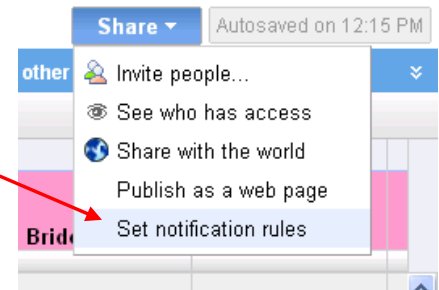 Share Autosaved on 12:15 PM
other Invite people...
See who has access
Share with the world
Publish as a web page
Set notification rules